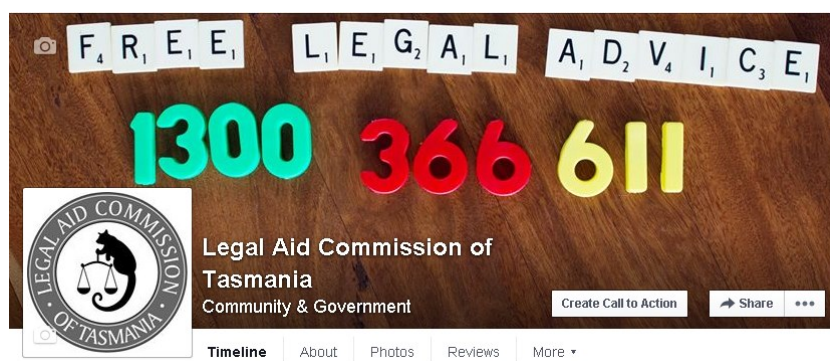 FREE LEGAL ADVICE
1300 366 611
LEGAL AID COMMISSION
OF TASMANIA
Legal Aid Commission of
Tasmania
Community & Government
Create Call to Action
Share
Timeline
About
Photos
Reviews
More